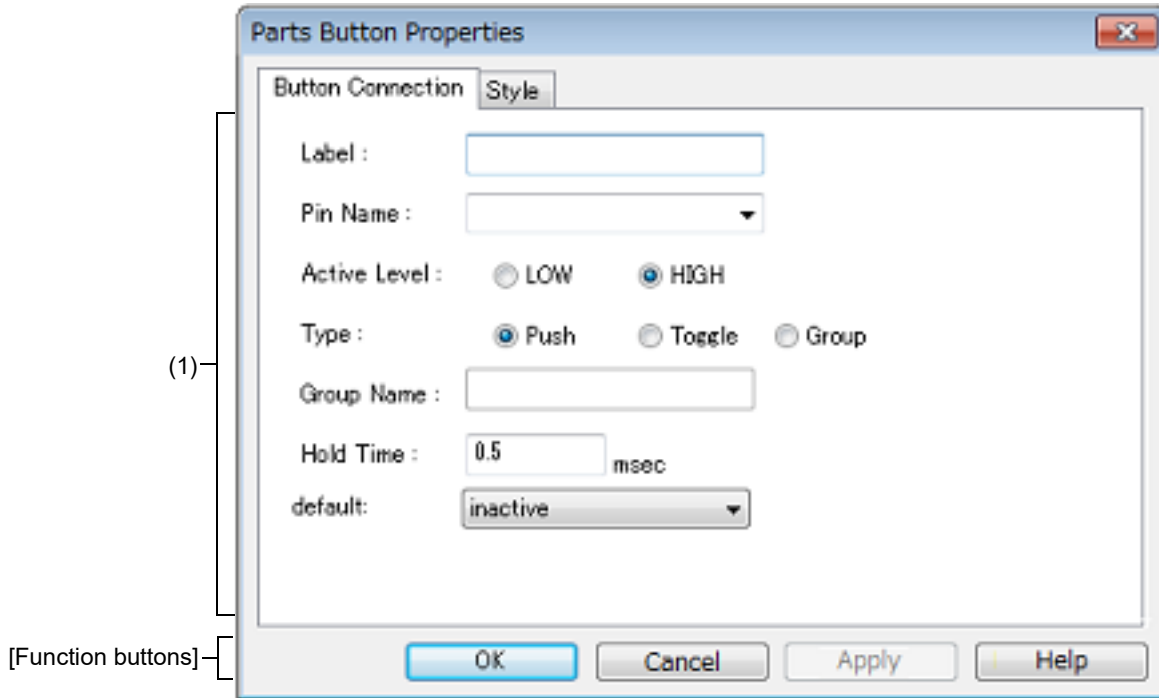 Parts Button Properties
Button Connection Style
Label :
Pin Name :
Active Level : LOW HIGH
Type : Push Toggle Group
(1)
Group Name :
Hold Time : 0.5 msec
default: inactive
[Function buttons] OK Cancel Apply Help